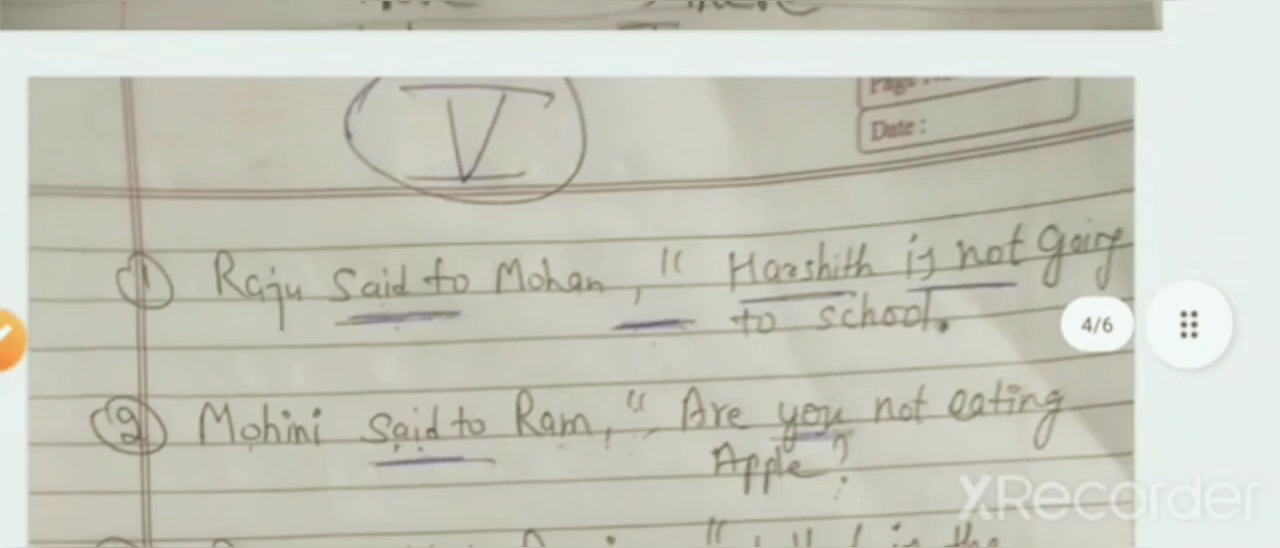 V
Date :
(1) Raju said to Mohan, " Harshith is not going
to school.
4/6
(2) Mohini said to Ram, " Are you not eating
Apple?
XRecorder